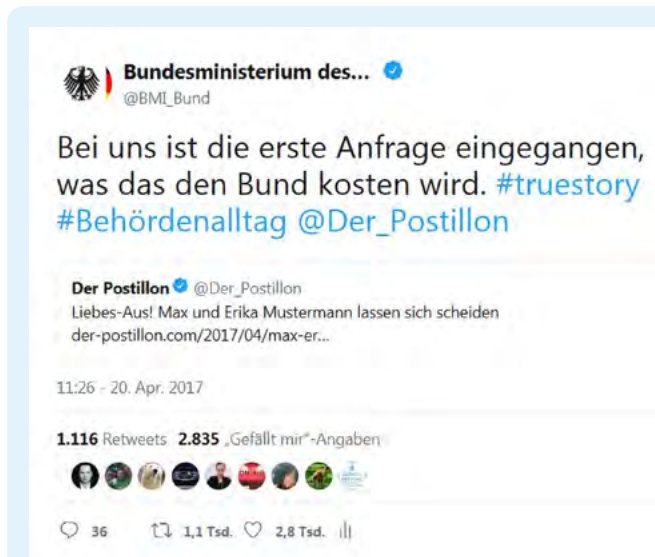 Bundesministerium des...
@BMI_Bund
Bei uns ist die erste Anfrage eingegangen,
was das den Bund kosten wird. #truestory
#Behördenalltag @Der_Postillon
Der Postillon @Der_Postillon
Liebes-Aus! Max und Erika Mustermann lassen sich scheiden
der-postillon.com/2017/04/max-er...
11:26 - 20. Apr. 2017
1.116 Retweets 2.835 „Gefällt mir“-Angaben
36 1,1 Tsd. 2,8 Tsd.